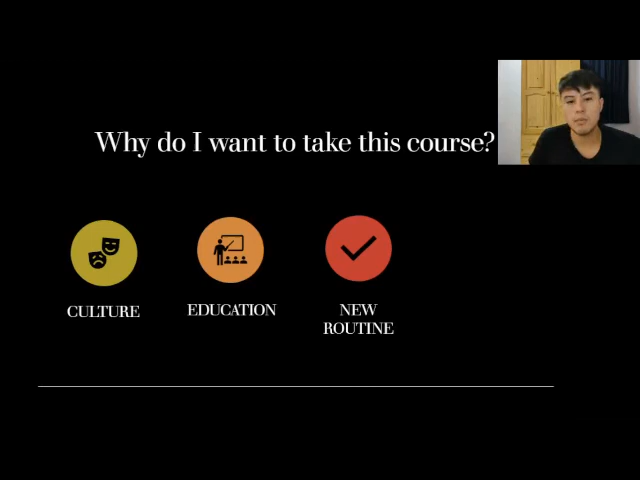 Why do I want to take this course?
CULTURE
EDUCATION
NEW
ROUTINE